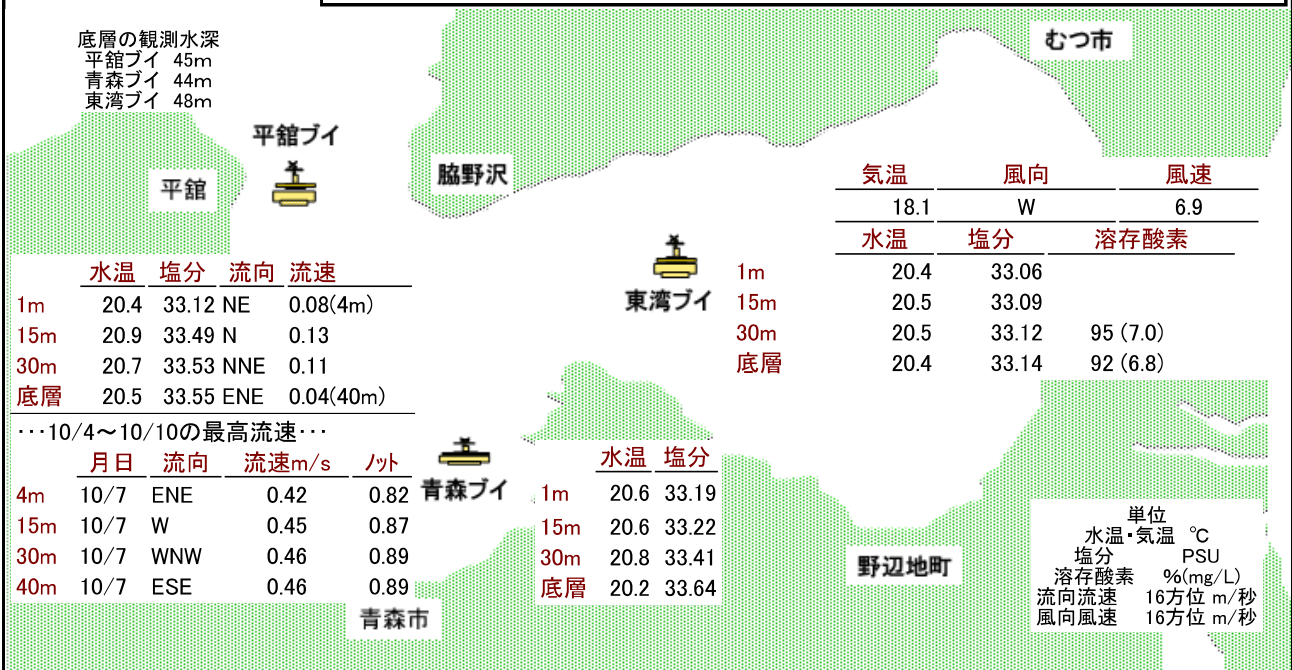 底層の観測水深
平舘ブイ 45m
青森ブイ 44m
東湾ブイ 48m
むつ市
平舘ブイ
平舘
脇野沢
気温 風向 風速
18.1 W 6.9
水温 塩分 溶存酸素
1m 20.4 33.06
15m 20.5 33.09
30m 20.5 33.12 95 (7.0)
底層 20.4 33.14 92 (6.8)
東湾ブイ
水温 塩分 流向 流速
1m 20.4 33.12 NE 0.08(4m)
15m 20.9 33.49 N 0.13
30m 20.7 33.53 NNE 0.11
底層 20.5 33.55 ENE 0.04(40m)
･･･10/4～10/10の最高流速･･･
月日 流向 流速m/s ﾉｯﾄ
4m 10/7 ENE 0.42 0.82
15m 10/7 W 0.45 0.87
30m 10/7 WNW 0.46 0.89
40m 10/7 ESE 0.46 0.89
青森ブイ
水温 塩分
1m 20.6 33.19
15m 20.6 33.22
30m 20.8 33.41
底層 20.2 33.64
青森市
野辺地町
単位
水温・気温 ℃
塩分 PSU
溶存酸素 %(mg/L)
流向流速 16方位 m/秒
風向風速 16方位 m/秒